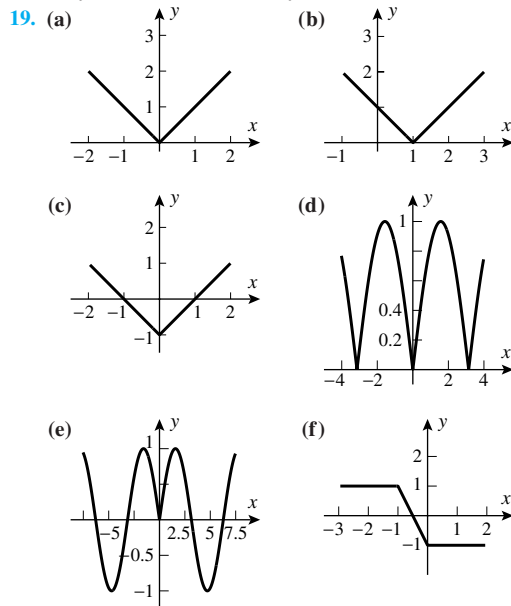 19. (a) (b)
y y
3 3
2 2
1 1
x x
−2 −1 1 2 −1 1 2 3
(c) (d)
y y
2 1
1
x
−1 1 2
−1
0.4
0.2
x
−4 −2 2 4
(e) (f)
y y
1 2
1
x x
−5 2.5 5 7.5 −3 −2 −1 1 2
−0.5 −1
−1